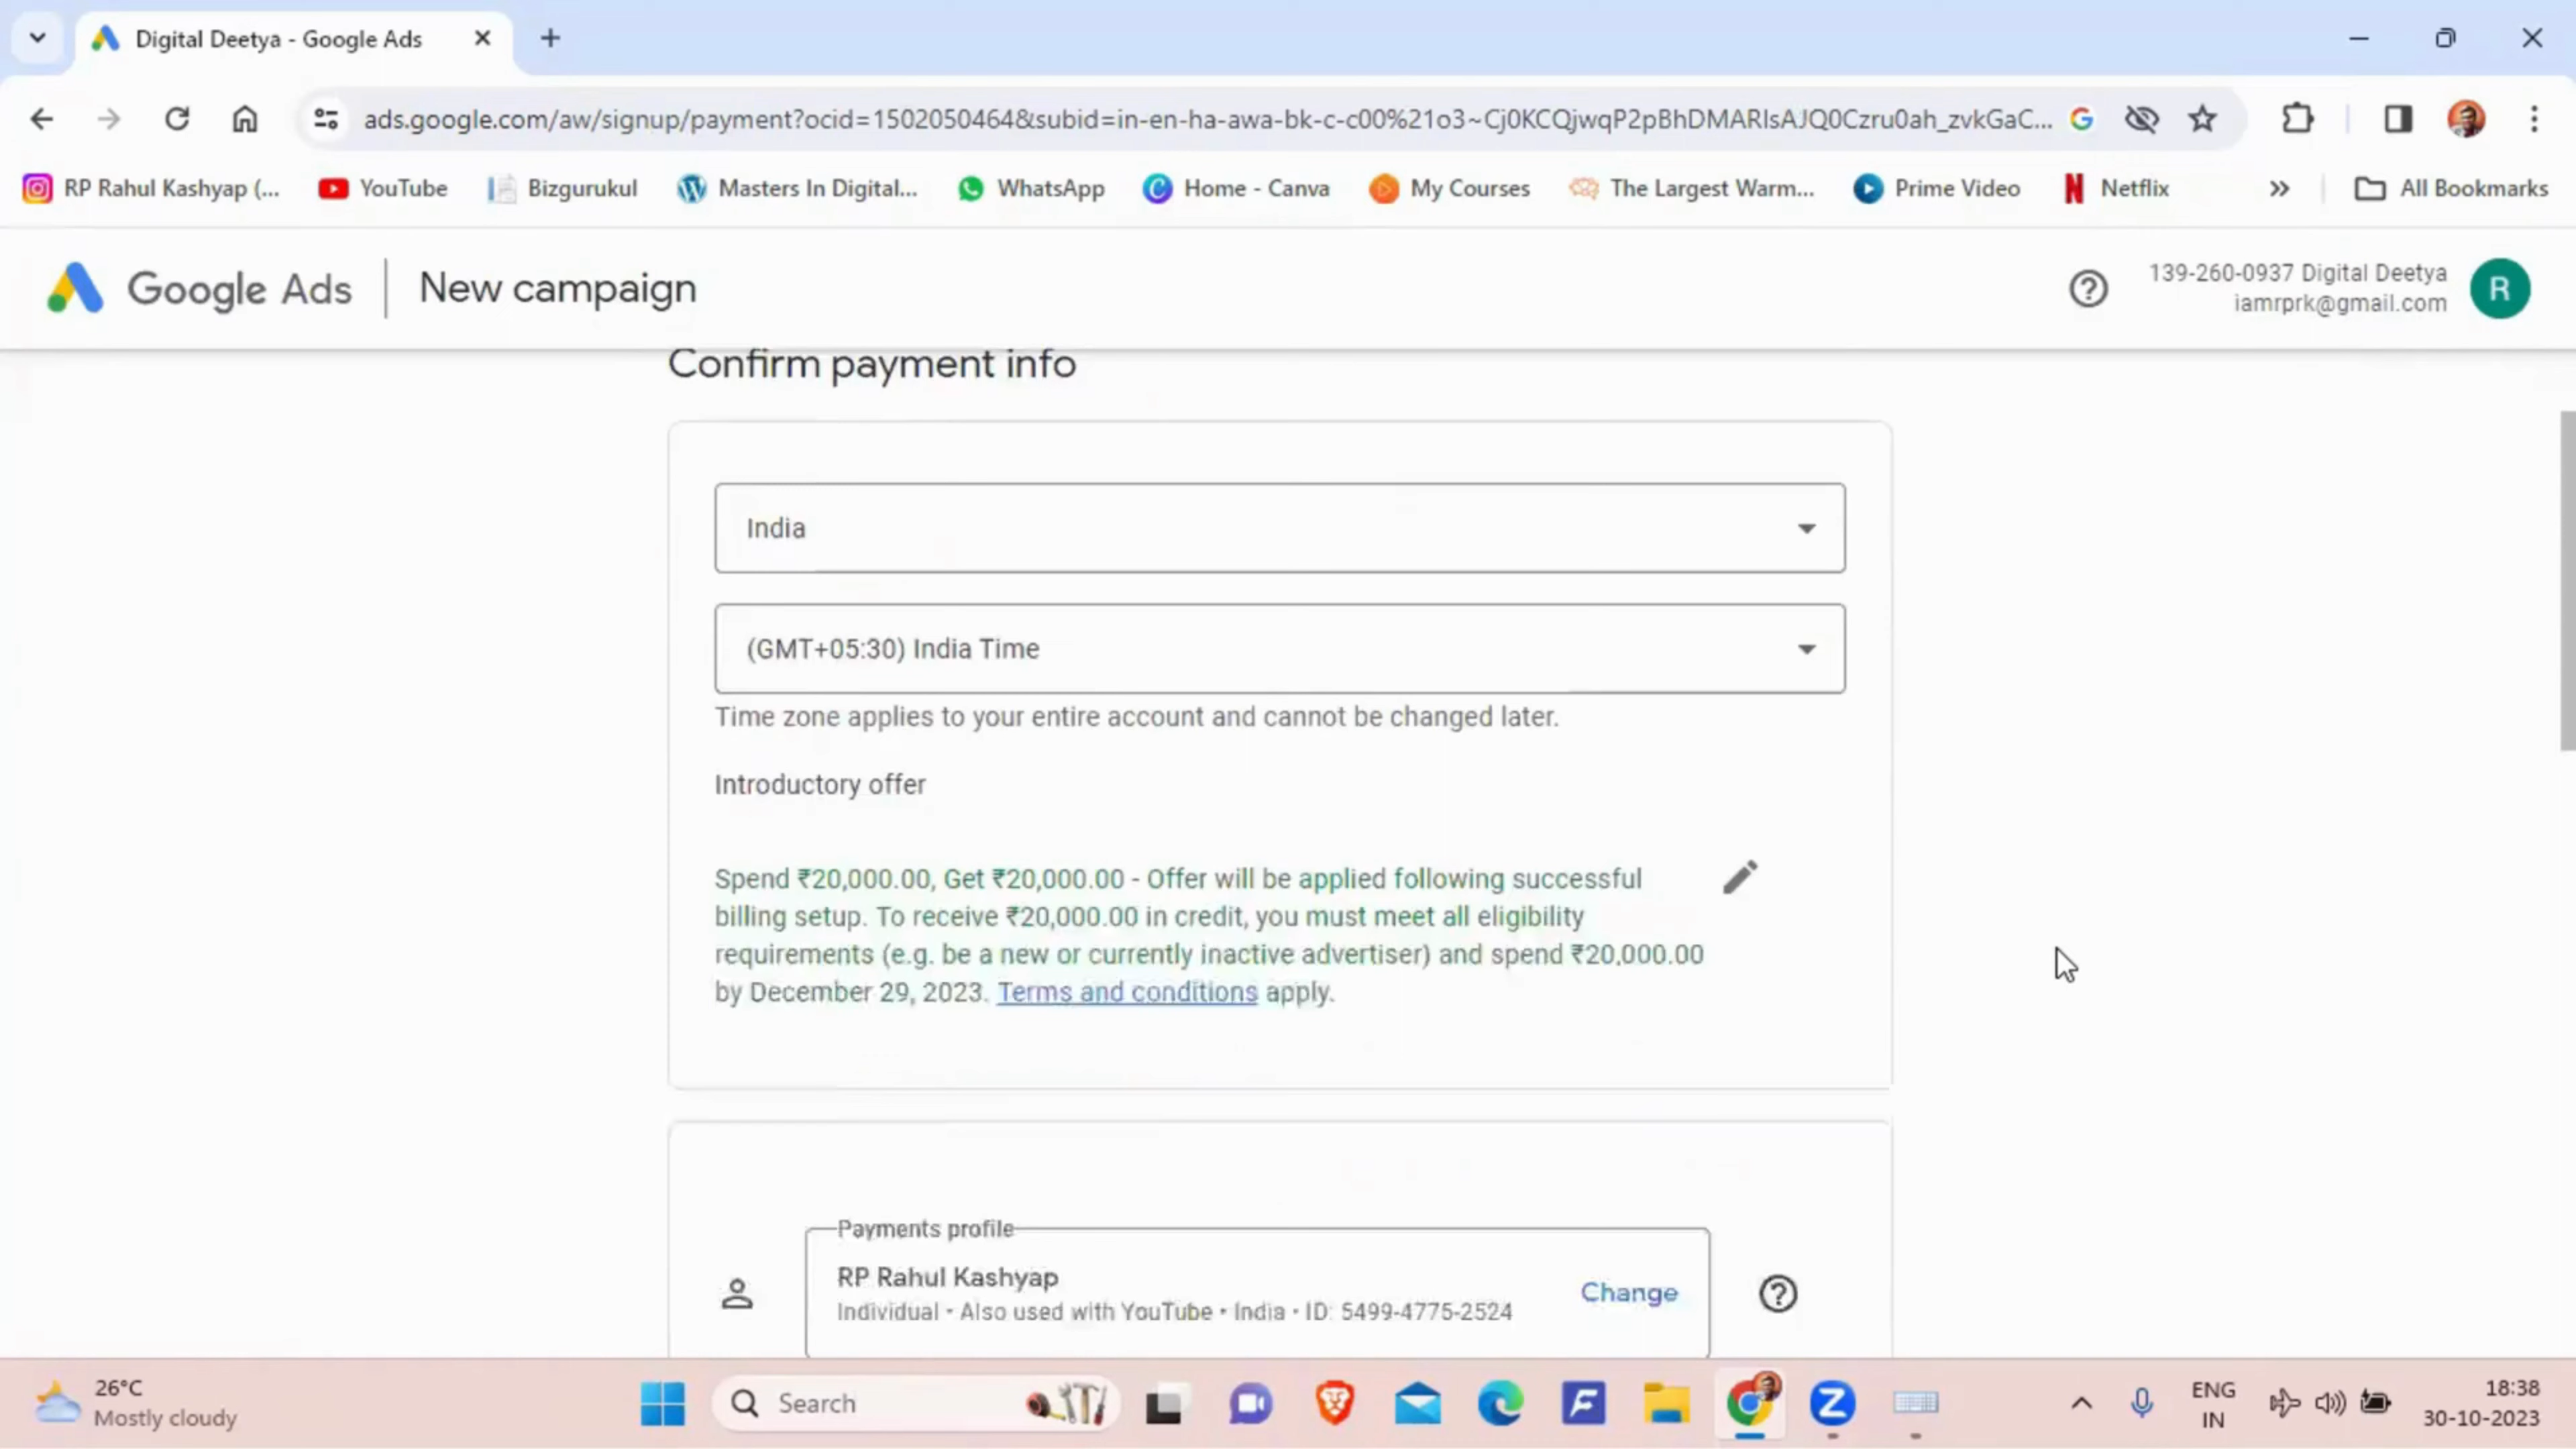 Digital Deetya - Google Ads
ads.google.com/aw/signup/payment?ocid=1502050464&subid=in-en-ha-awa-bk-c-c00%21o3~Cj0KCQjwqP2pBhDMARIsAJQ0Czru0ah_zvkGaC...
RP Rahul Kashyap (... YouTube Bizgurukul Masters In Digital... WhatsApp Home - Canva My Courses The Largest Warm... Prime Video Netflix » All Bookmarks
Google Ads New campaign
139-260-0937 Digital Deetya
iamrprk@gmail.com
R
Confirm payment info
India
(GMT+05:30) India Time
Time zone applies to your entire account and cannot be changed later.
Introductory offer
Spend ₹20,000.00, Get ₹20,000.00 - Offer will be applied following successful
billing setup. To receive ₹20,000.00 in credit, you must meet all eligibility
requirements (e.g. be a new or currently inactive advertiser) and spend ₹20,000.00
by December 29, 2023. Terms and conditions apply.
Payments profile
RP Rahul Kashyap
Individual • Also used with YouTube • India • ID: 5499-4775-2524
Change
26°C
Mostly cloudy
Search
ENG
IN
18:38
30-10-2023